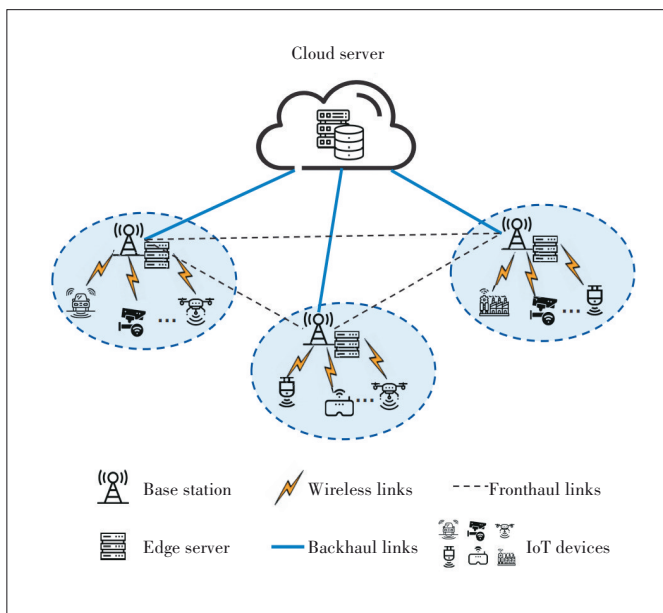 Cloud server
Base station
Wireless links
Fronthaul links
Edge server
Backhaul links
IoT devices